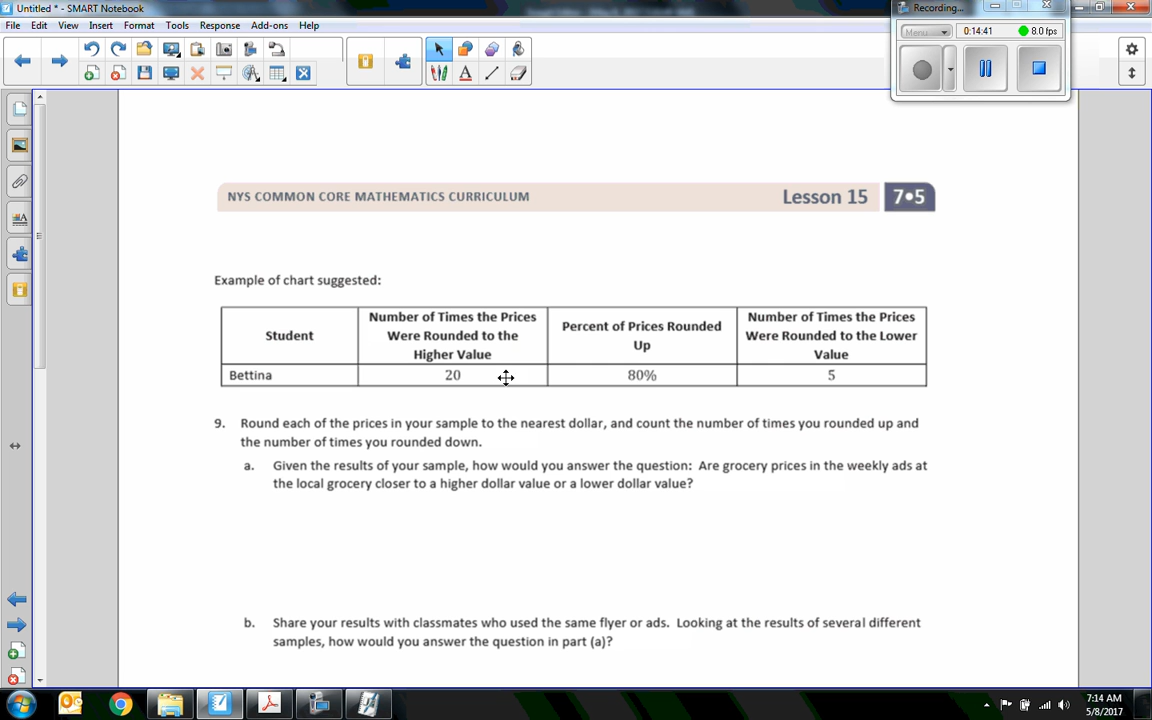 Untitled * - SMART Notebook
Recording...
File Edit View Insert Format Tools Response Add-ons Help
Menu 0:14:41 8.0 fps
NYS COMMON CORE MATHEMATICS CURRICULUM Lesson 15 7•5
Example of chart suggested:
Student
Number of Times the Prices
Were Rounded to the
Higher Value
Percent of Prices Rounded
Up
Number of Times the Prices
Were Rounded to the Lower
Value
Bettina 20 80% 5
9. Round each of the prices in your sample to the nearest dollar, and count the number of times you rounded up and
the number of times you rounded down.
a. Given the results of your sample, how would you answer the question: Are grocery prices in the weekly ads at
the local grocery closer to a higher dollar value or a lower dollar value?
b. Share your results with classmates who used the same flyer or ads. Looking at the results of several different
samples, how would you answer the question in part (a)?
7:14 AM
5/8/2017